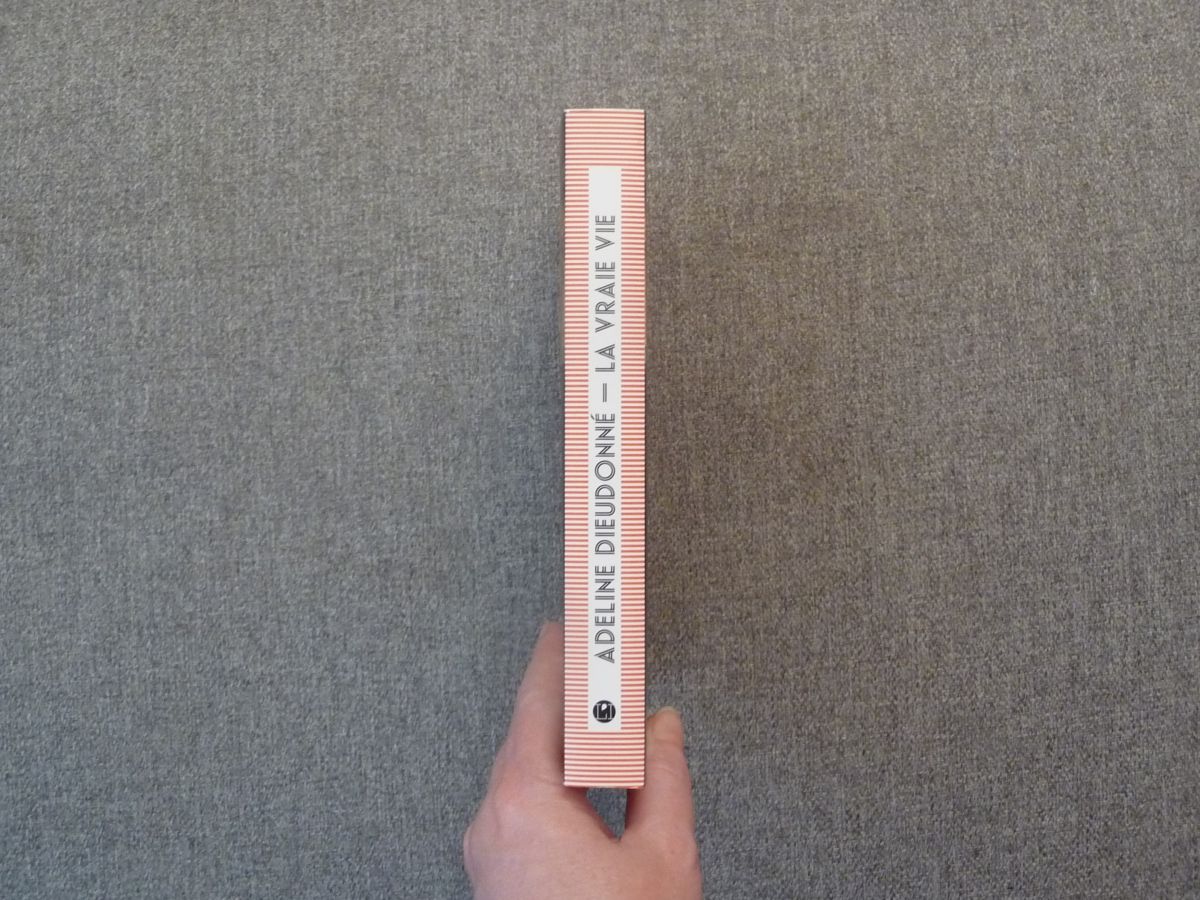 ADELINE DIEUDONNÉ — LA VRAIE VIE